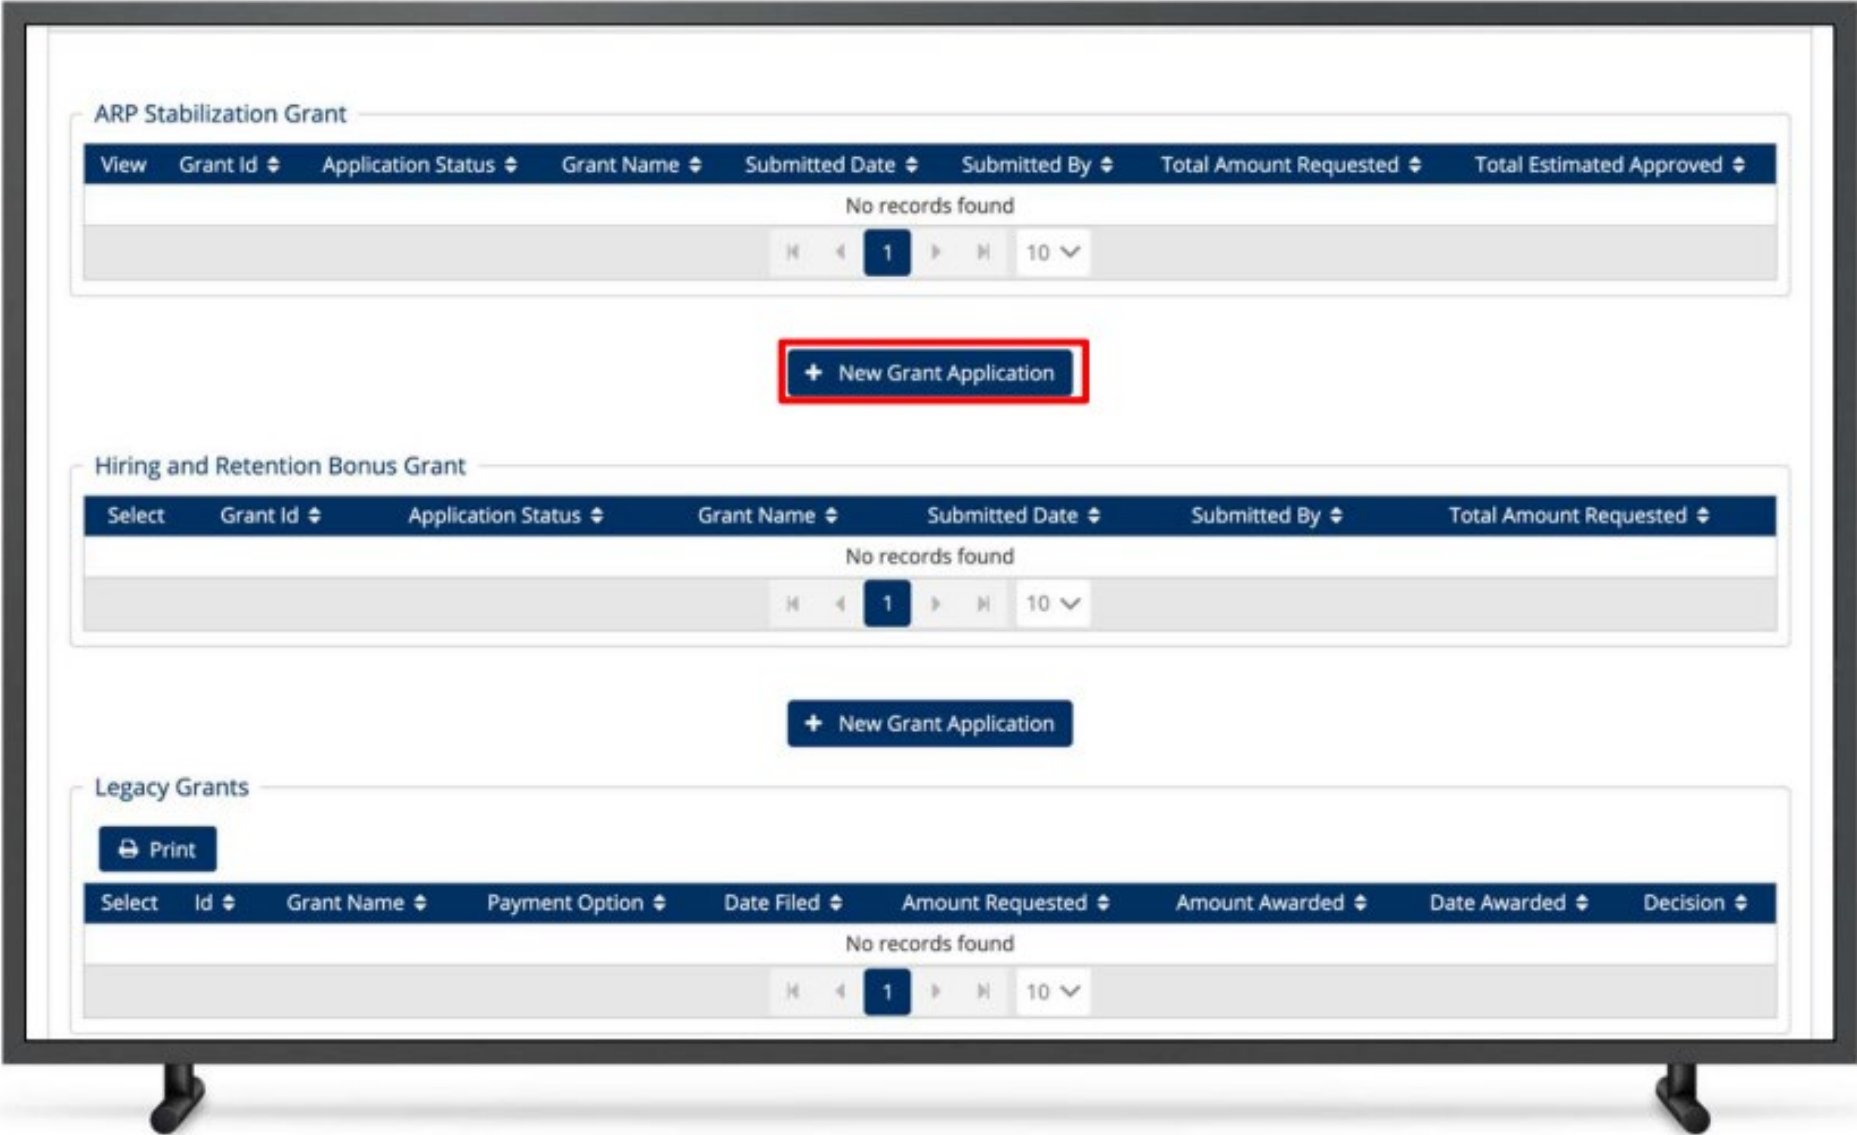 ARP Stabilization Grant
View Grant Id Application Status Grant Name Submitted Date Submitted By Total Amount Requested Total Estimated Approved
No records found
1 10
+ New Grant Application
Hiring and Retention Bonus Grant
Select Grant Id Application Status Grant Name Submitted Date Submitted By Total Amount Requested
No records found
1 10
+ New Grant Application
Legacy Grants
Print
Select Id Grant Name Payment Option Date Filed Amount Requested Amount Awarded Date Awarded Decision
No records found
1 10